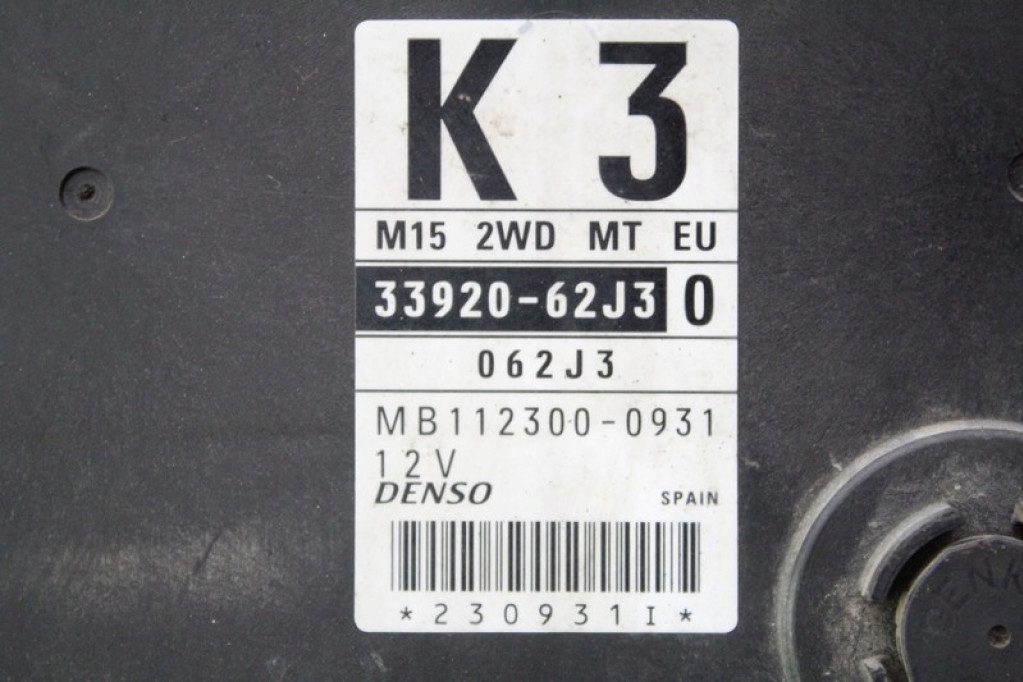 K 3
M15 2WD MT EU
33920-62J3 0
062J3
MB112300-0931
12V
DENSO SPAIN
*230931I*